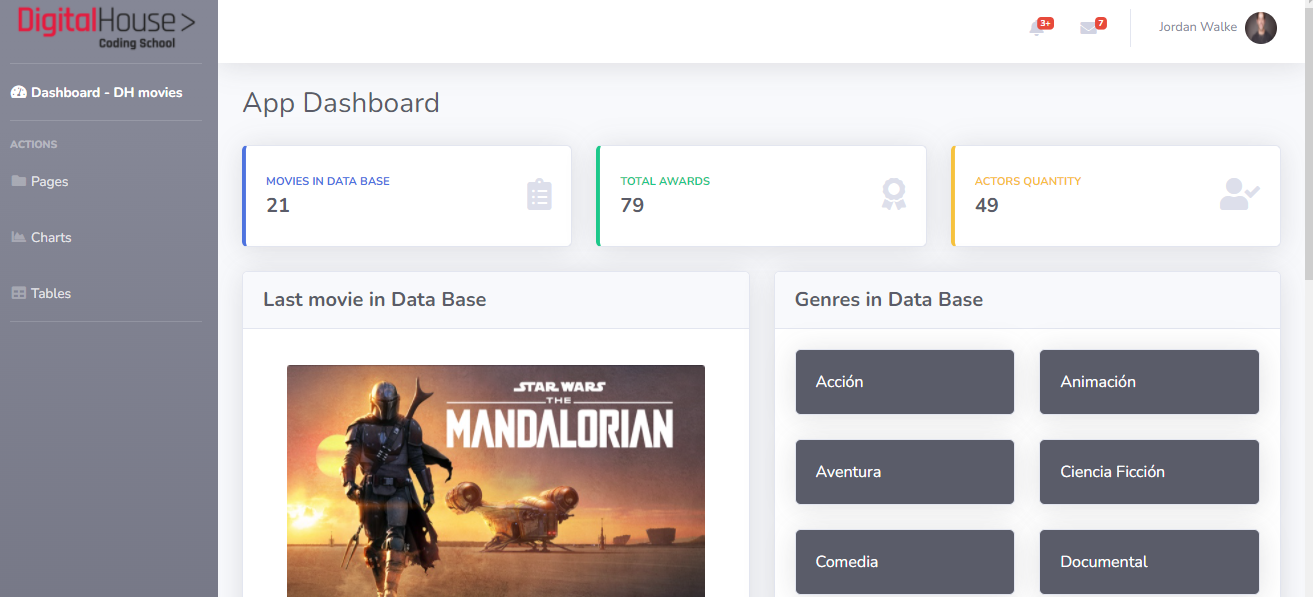 DigitalHouse>
Coding School
3+
7
Jordan Walke
Dashboard - DH movies
ACTIONS
Pages
Charts
Tables
App Dashboard
MOVIES IN DATA BASE
21
TOTAL AWARDS
79
ACTORS QUANTITY
49
Last movie in Data Base
STAR WARS
THE
MANDALORIAN
Genres in Data Base
Acción
Animación
Aventura
Ciencia Ficción
Comedia
Documental